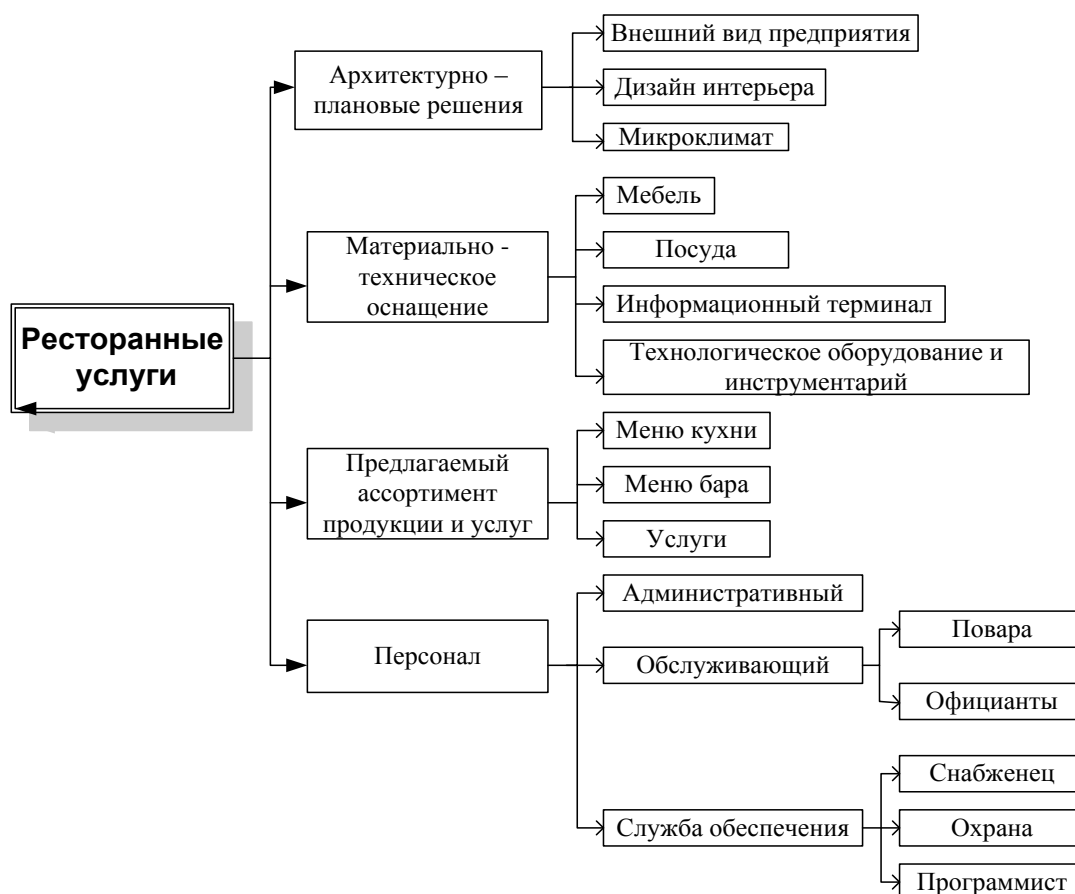 Ресторанные
услуги
Архитектурно –
плановые решения
Внешний вид предприятия
Дизайн интерьера
Микроклимат
Материально -
техническое
оснащение
Мебель
Посуда
Информационный терминал
Технологическое оборудование и
инструментарий
Предлагаемый
ассортимент
продукции и услуг
Меню кухни
Меню бара
Услуги
Персонал
Административный
Обслуживающий
Повара
Официанты
Служба обеспечения
Снабженец
Охрана
Программист